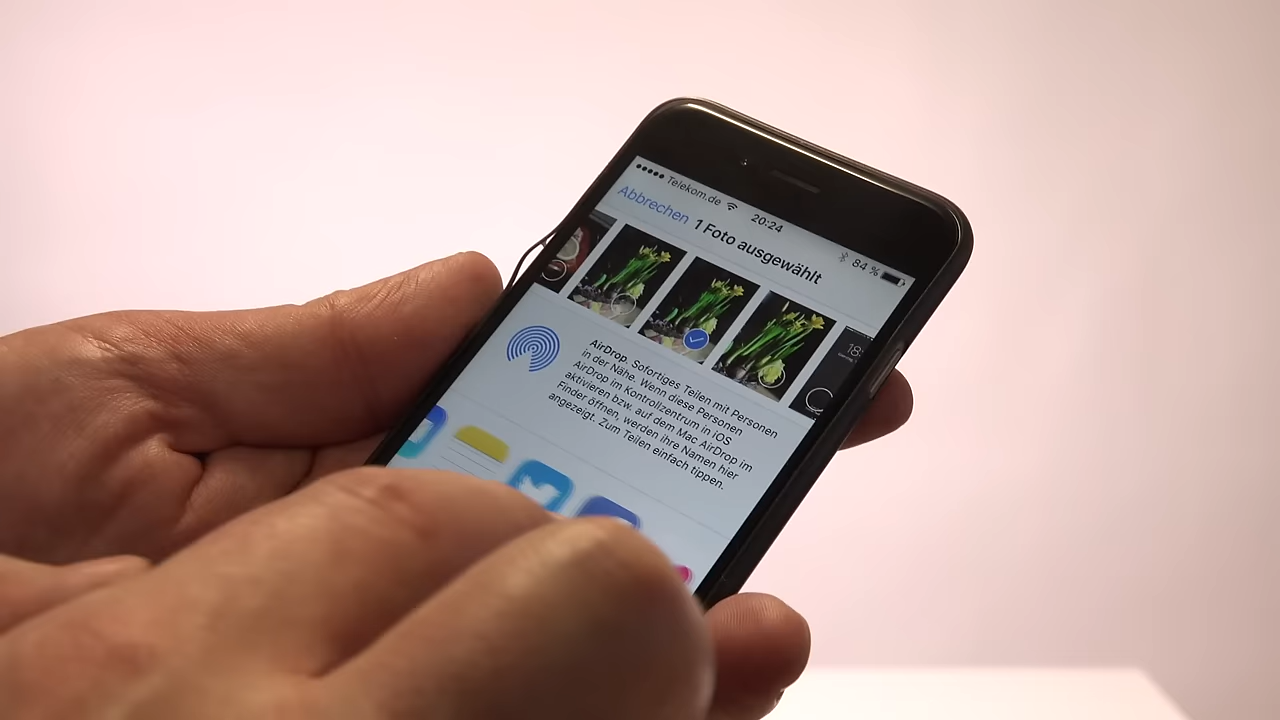 Telekom.de 20:24 84 %
Abbrechen 1 Foto ausgewählt
AirDrop. Sofortiges Teilen mit Personen
in der Nähe. Wenn diese Personen
AirDrop im Kontrollzentrum in iOS
aktivieren bzw. auf dem Mac AirDrop im
Finder öffnen, werden ihre Namen hier
angezeigt. Zum Teilen einfach tippen.